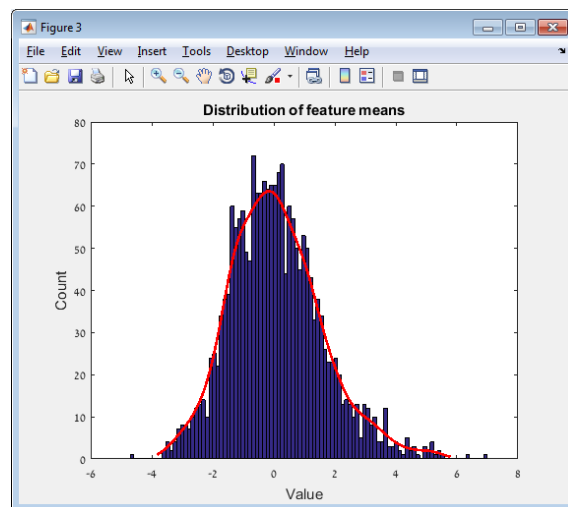 Figure 3
File Edit View Insert Tools Desktop Window Help
Distribution of feature means
80
70
60
50
40
30
20
10
0
Count
-6 -4 -2 0 2 4 6 8
Value